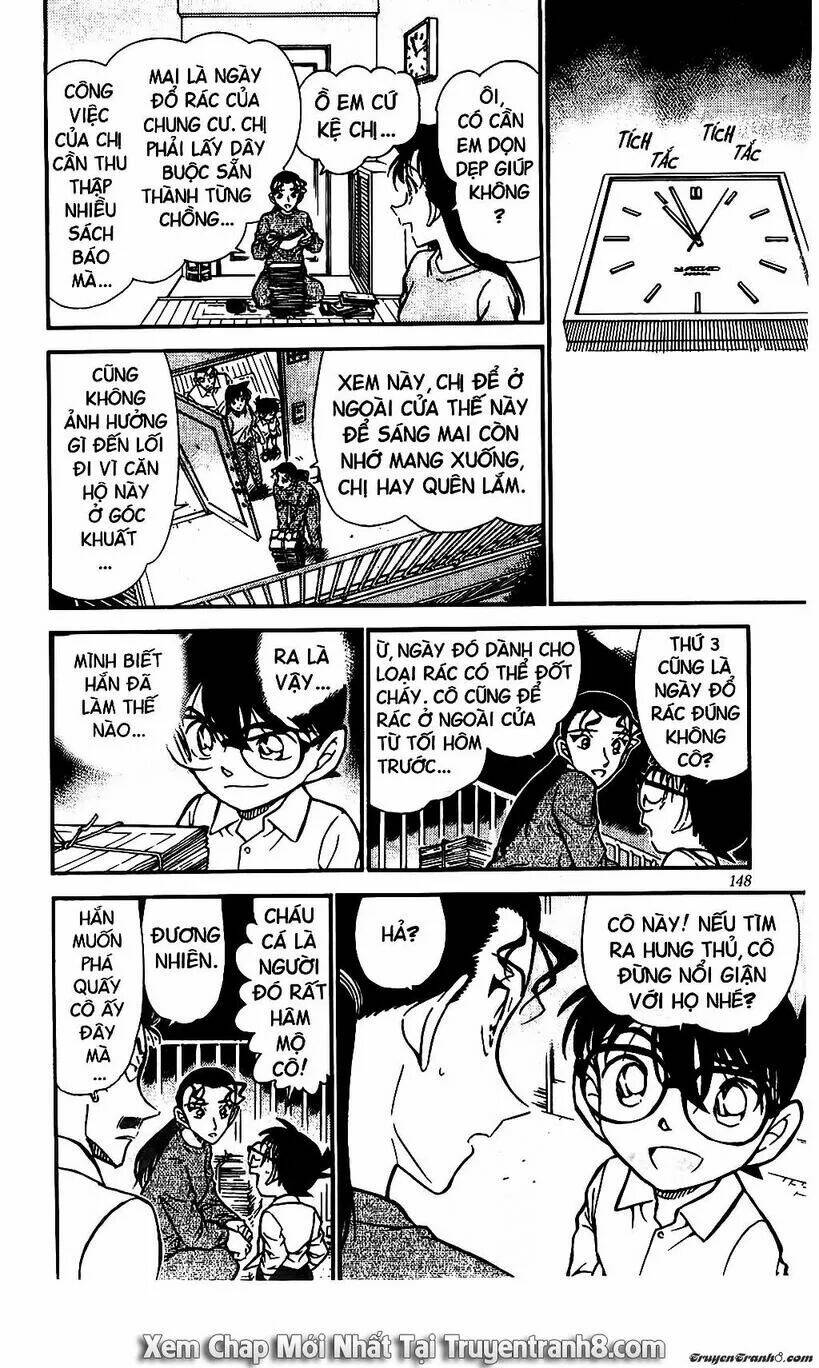 TÍCH
TẮC
TÍCH
TẮC
ÔI,
CÓ CẦN
EM DỌN
DẸP GIÚP
KHÔNG
?
Ồ EM CỨ
KỆ CHỊ...
MAI LÀ NGÀY
ĐỔ RÁC CỦA
CHUNG CƯ. CHỊ
PHẢI LẤY DÂY
BUỘC SẴN
THÀNH TỪNG
CHỒNG...
CÔNG
VIỆC
CỦA CHỊ
CẦN THU
THẬP
NHIỀU
SÁCH
BÁO
MÀ...
XEM NÀY, CHỊ ĐỂ Ở
NGOÀI CỬA THẾ NÀY
ĐỂ SÁNG MAI CÒN
NHỚ MANG XUỐNG,
CHỊ HAY QUÊN LẮM.
CŨNG
KHÔNG
ẢNH HƯỞNG
GÌ ĐẾN LỐI
ĐI VÌ CĂN
HỘ NÀY
Ở GÓC
KHUẤT
...
THỨ 3
CŨNG LÀ
NGÀY ĐỔ
RÁC ĐÚNG
KHÔNG
CÔ?
Ừ, NGÀY ĐÓ DÀNH CHO
LOẠI RÁC CÓ THỂ ĐỐT
CHÁY. CÔ CŨNG ĐỂ
RÁC Ở NGOÀI CỬA
TỪ TỐI HÔM
TRƯỚC...
RA LÀ
VẬY...
MÌNH BIẾT
HẮN ĐÃ
LÀM THẾ
NÀO...
148
CÔ NÀY! NẾU TÌM
RA HUNG THỦ, CÔ
ĐỪNG NỔI GIẬN
VỚI HỌ NHÉ?
HẢ?
CHÁU
CÁ LÀ
NGƯỜI
ĐÓ RẤT
HÂM
MỘ
CÔ!
ĐƯƠNG
NHIÊN.
HẮN
MUỐN
PHÁ
QUẤY
CÔ ẤY
ĐÂY
MÀ
...
Xem Chap Mới Nhất Tại Truyentranh8.com
TruyenTranh8.com